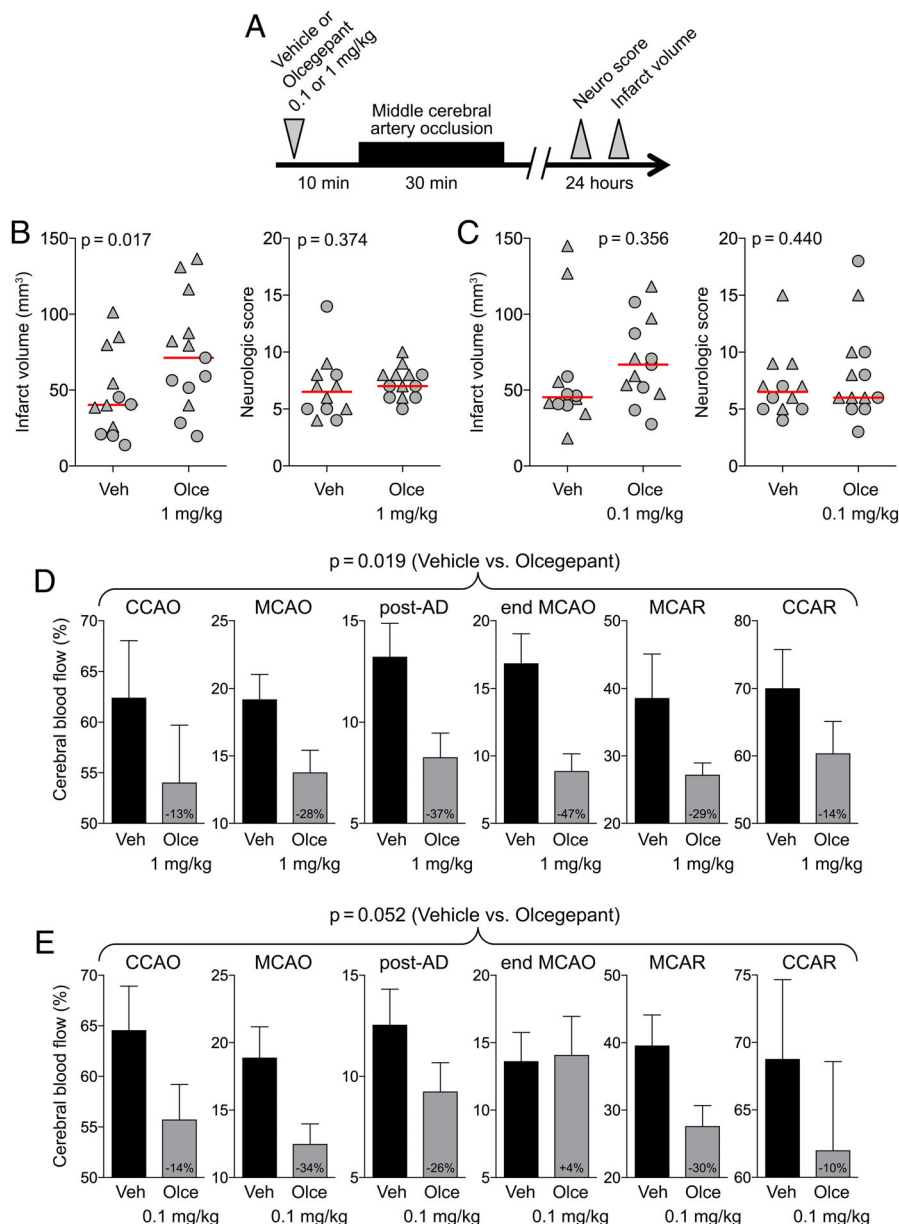 A
Vehicle or
Olcegepant
0.1 or 1 mg/kg
Middle cerebral
artery occlusion
Neuro score
Infarct volume
10 min
30 min
24 hours
B
p = 0.017
Infarct volume (mm³)
150
100
50
0
Veh
Olce
1 mg/kg
p = 0.374
Neurologic score
20
15
10
5
0
Veh
Olce
1 mg/kg
C
p = 0.356
Infarct volume (mm³)
150
100
50
0
Veh
Olce
0.1 mg/kg
p = 0.440
Neurologic score
20
15
10
5
0
Veh
Olce
0.1 mg/kg
p = 0.019 (Vehicle vs. Olcegepant)
D
Cerebral blood flow (%)
CCAO
70
65
60
55
50
-13%
Veh
Olce
1 mg/kg
MCAO
25
20
15
10
-28%
Veh
Olce
1 mg/kg
post-AD
15
10
5
-37%
Veh
Olce
1 mg/kg
end MCAO
20
15
10
5
-47%
Veh
Olce
1 mg/kg
MCAR
50
40
30
20
-29%
Veh
Olce
1 mg/kg
CCAR
80
70
60
50
-14%
Veh
Olce
1 mg/kg
p = 0.052 (Vehicle vs. Olcegepant)
E
Cerebral blood flow (%)
CCAO
70
65
60
55
50
-14%
Veh
Olce
0.1 mg/kg
MCAO
25
20
15
10
-34%
Veh
Olce
0.1 mg/kg
post-AD
15
10
5
-26%
Veh
Olce
0.1 mg/kg
end MCAO
20
15
10
5
+4%
Veh
Olce
0.1 mg/kg
MCAR
50
40
30
20
-30%
Veh
Olce
0.1 mg/kg
CCAR
75
70
65
60
-10%
Veh
Olce
0.1 mg/kg